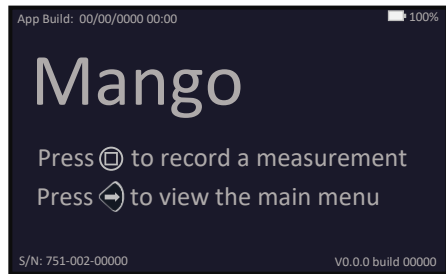 App Build: 00/00/0000 00:00 100%
Mango
Press to record a measurement
Press to view the main menu
S/N: 751-002-00000 V0.0.0 build 00000